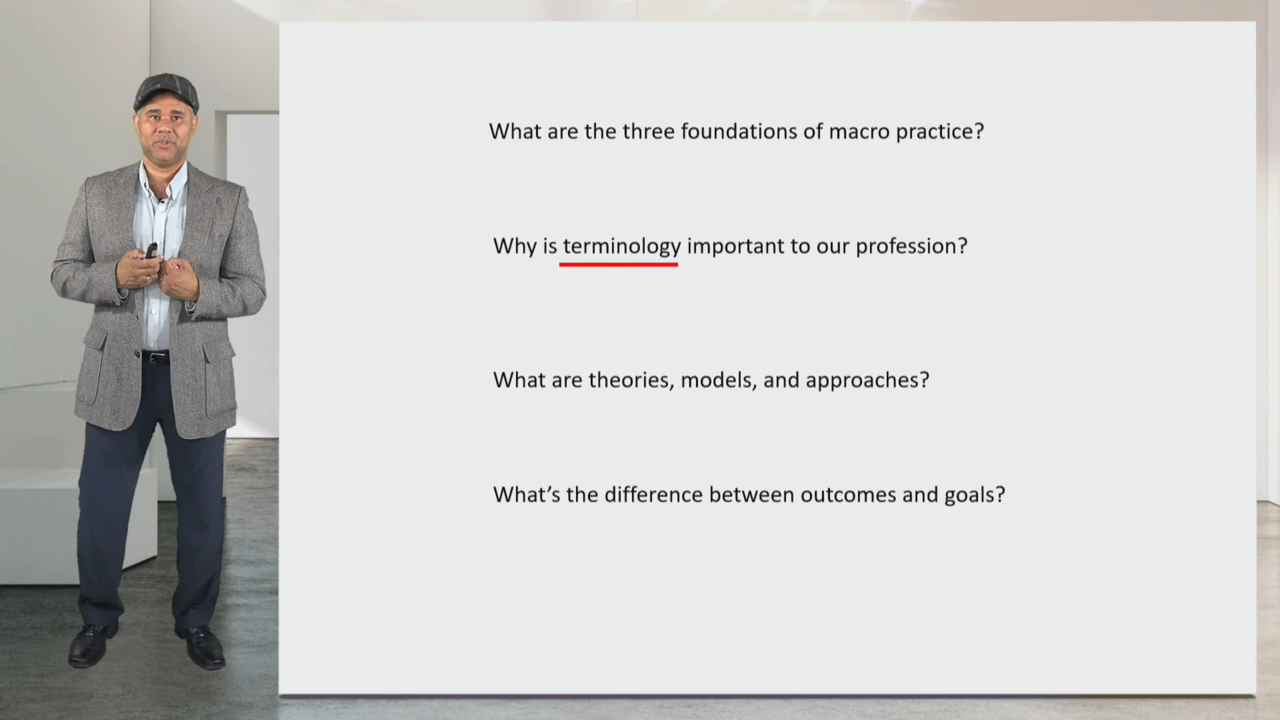 What are the three foundations of macro practice?
Why is terminology important to our profession?
What are theories, models, and approaches?
What’s the difference between outcomes and goals?